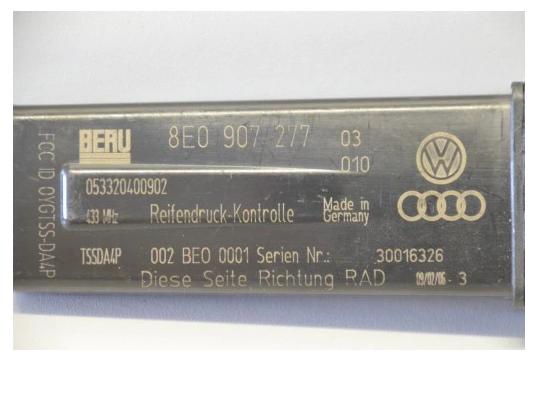 BERU 8E0 907 277 03
010
053320400902
433 MHz Reifendruck-Kontrolle Made in
Germany
TSSDA4P 002 BE0 0001 Serien Nr.: 30016326
Diese Seite Richtung RAD 09/02/06 - 3
FCC ID OYGTSS-DA4P
VW